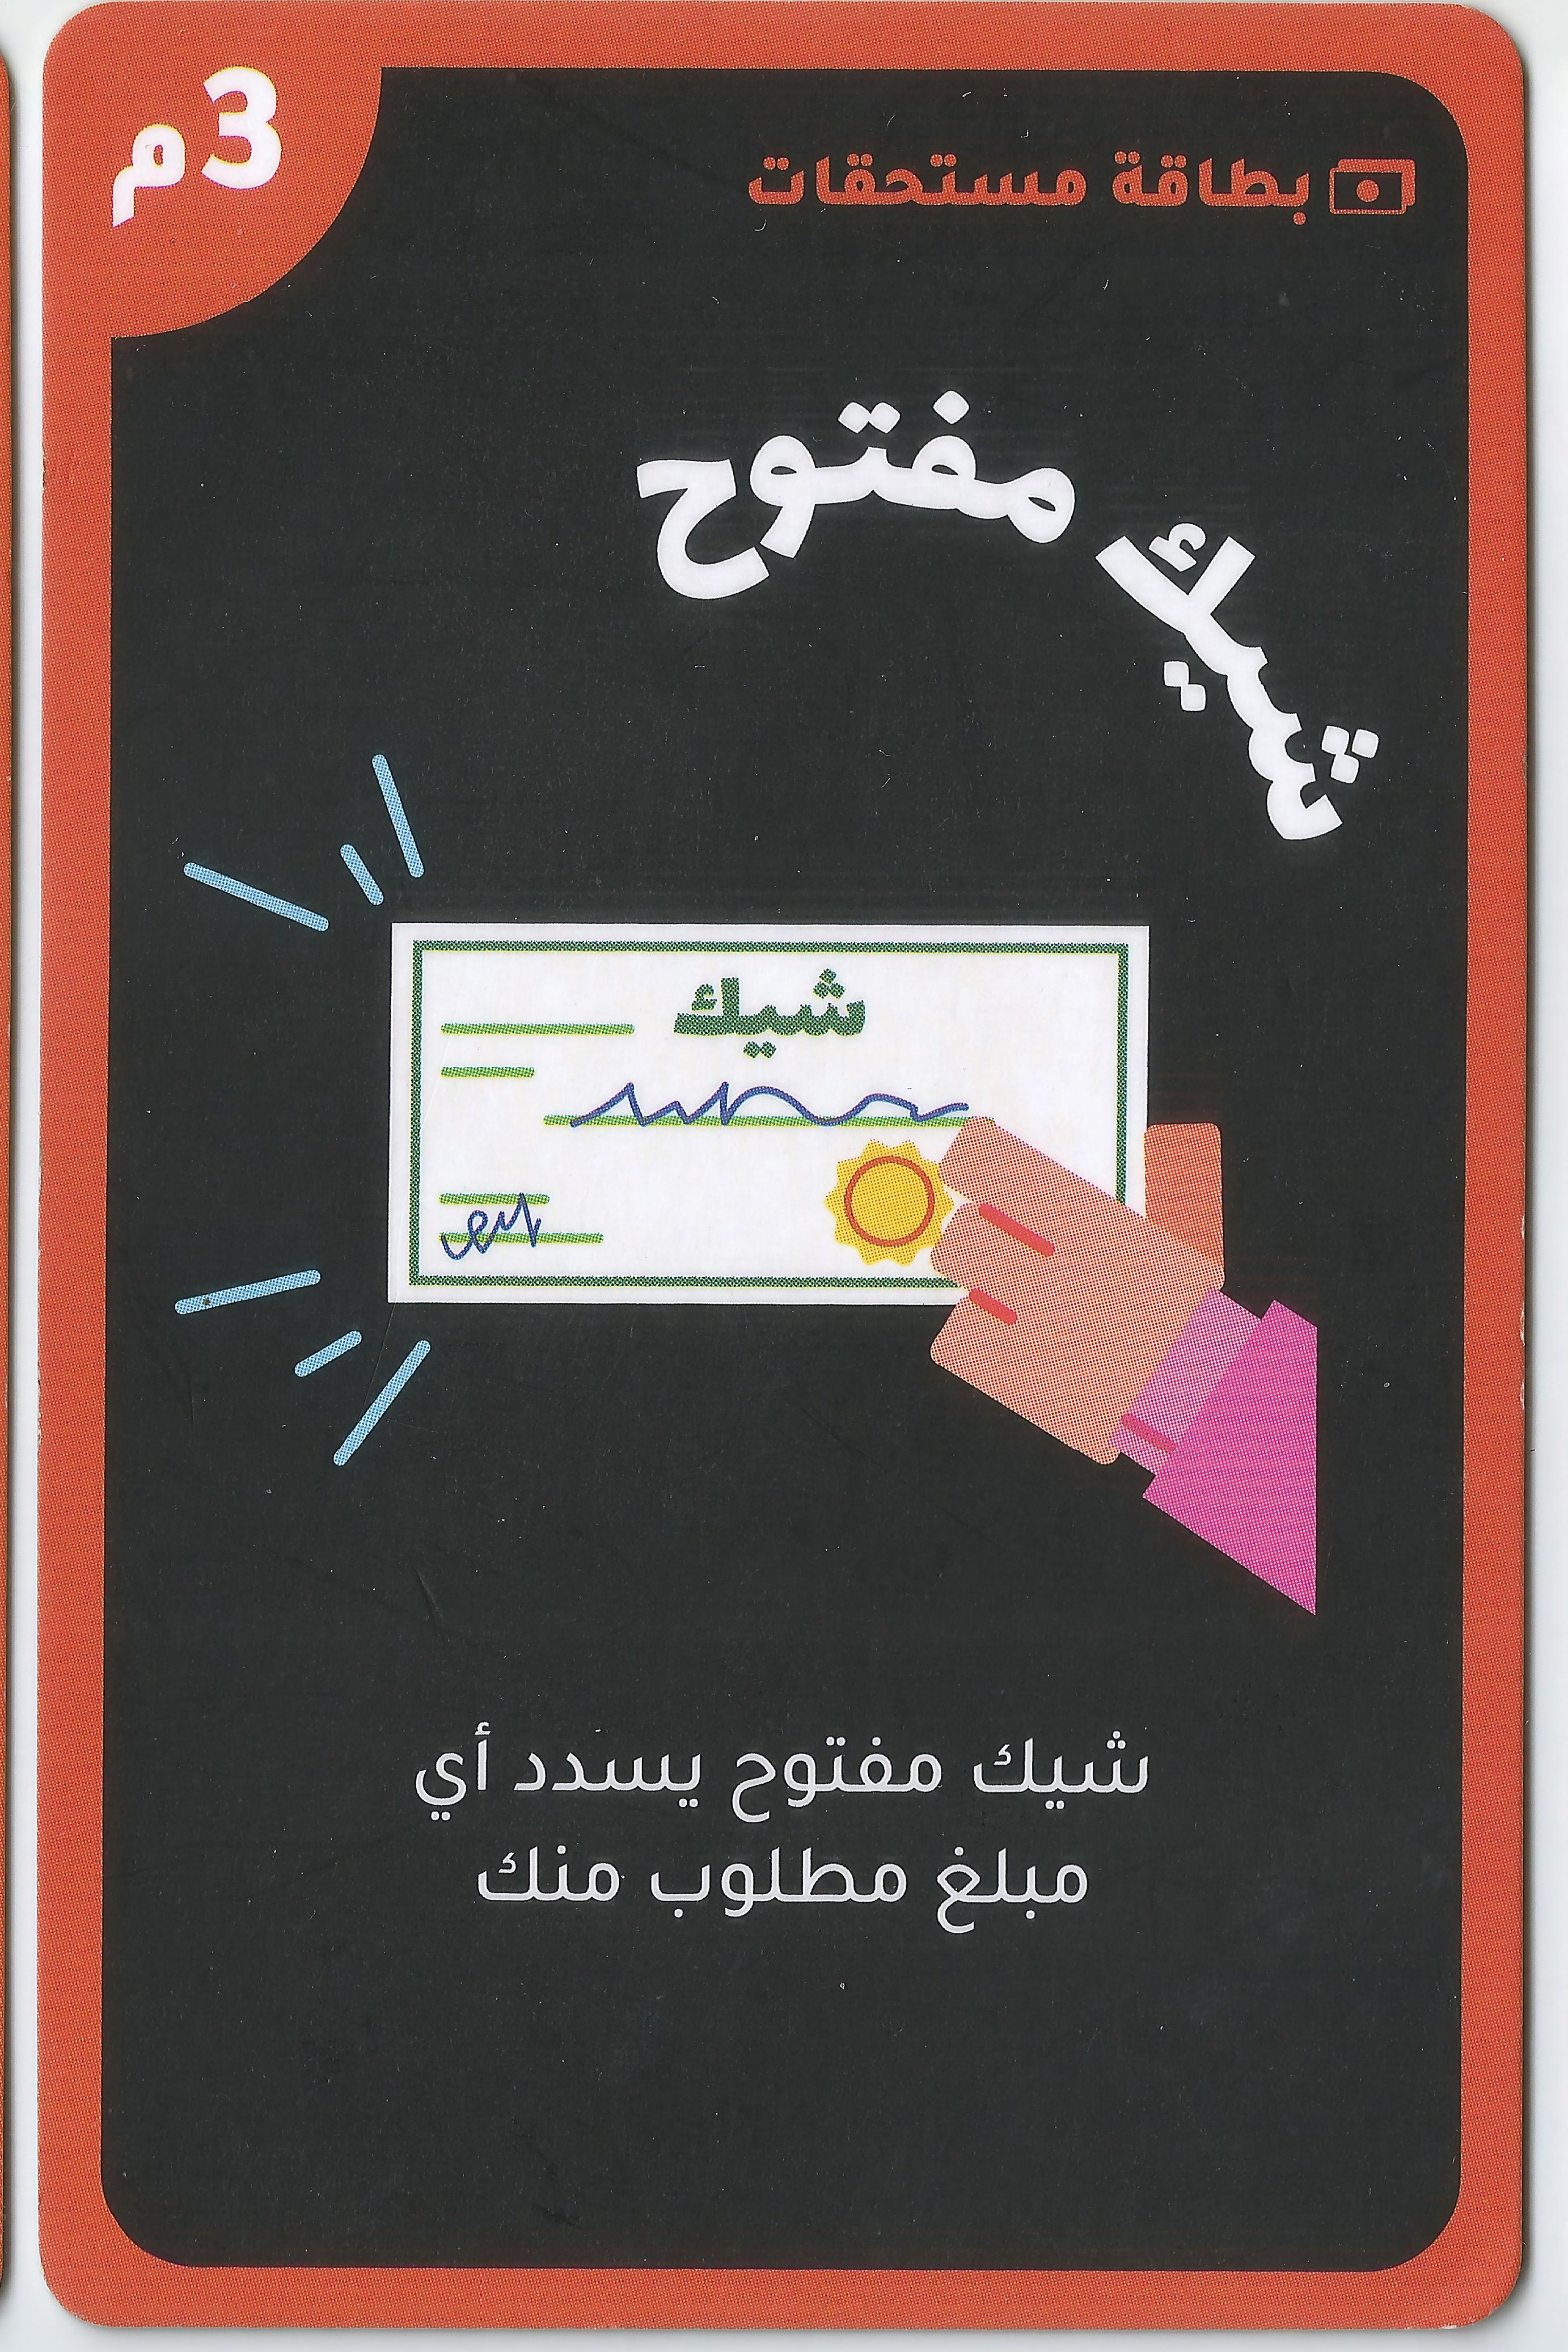 بطاقة مستحقات
3م
شيك مفتوح
شيك
شيك مفتوح يسدد أي
مبلغ مطلوب منك